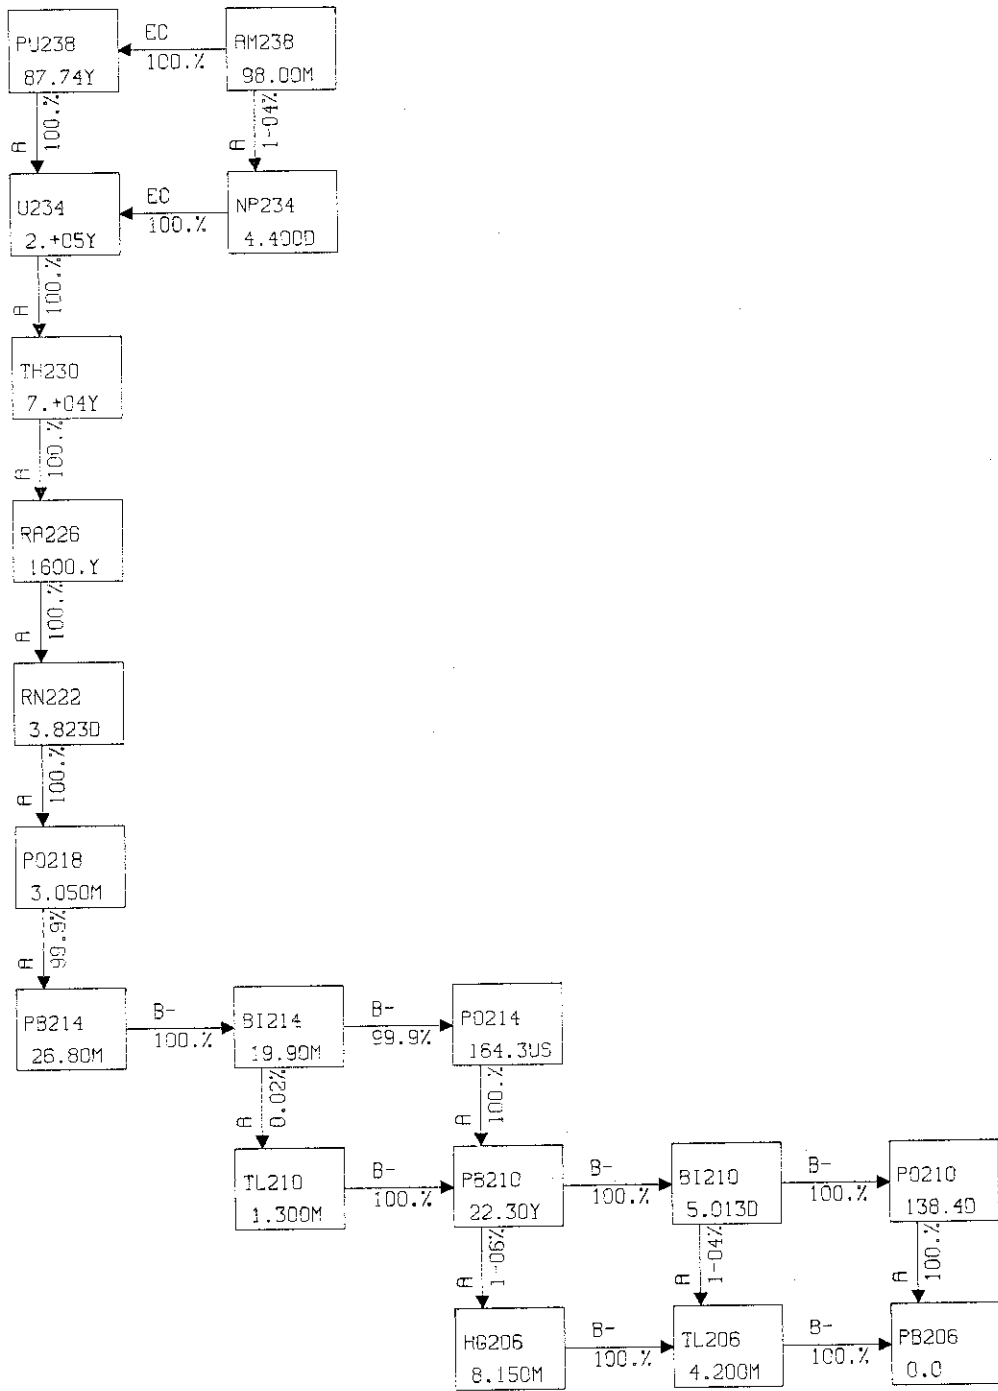 PU238
87.74Y
EC
100.%
AM238
98.00M
A
100.%
A
1-04%
U234
2.+05Y
EC
100.%
NP234
4.400D
A
100.%
TH230
7.+04Y
A
100.%
RA226
1600.Y
A
100.%
RN222
3.823D
A
100.%
PO218
3.050M
A
99.9%
PB214
26.80M
B-
100.%
BI214
19.90M
B-
99.9%
PO214
164.3US
A
0.02%
A
100.%
TL210
1.300M
B-
100.%
PB210
22.30Y
B-
100.%
BI210
5.013D
B-
100.%
PO210
138.4D
A
1-06%
A
1-04%
A
100.%
HG206
8.150M
B-
100.%
TL206
4.200M
B-
100.%
PB206
0.0